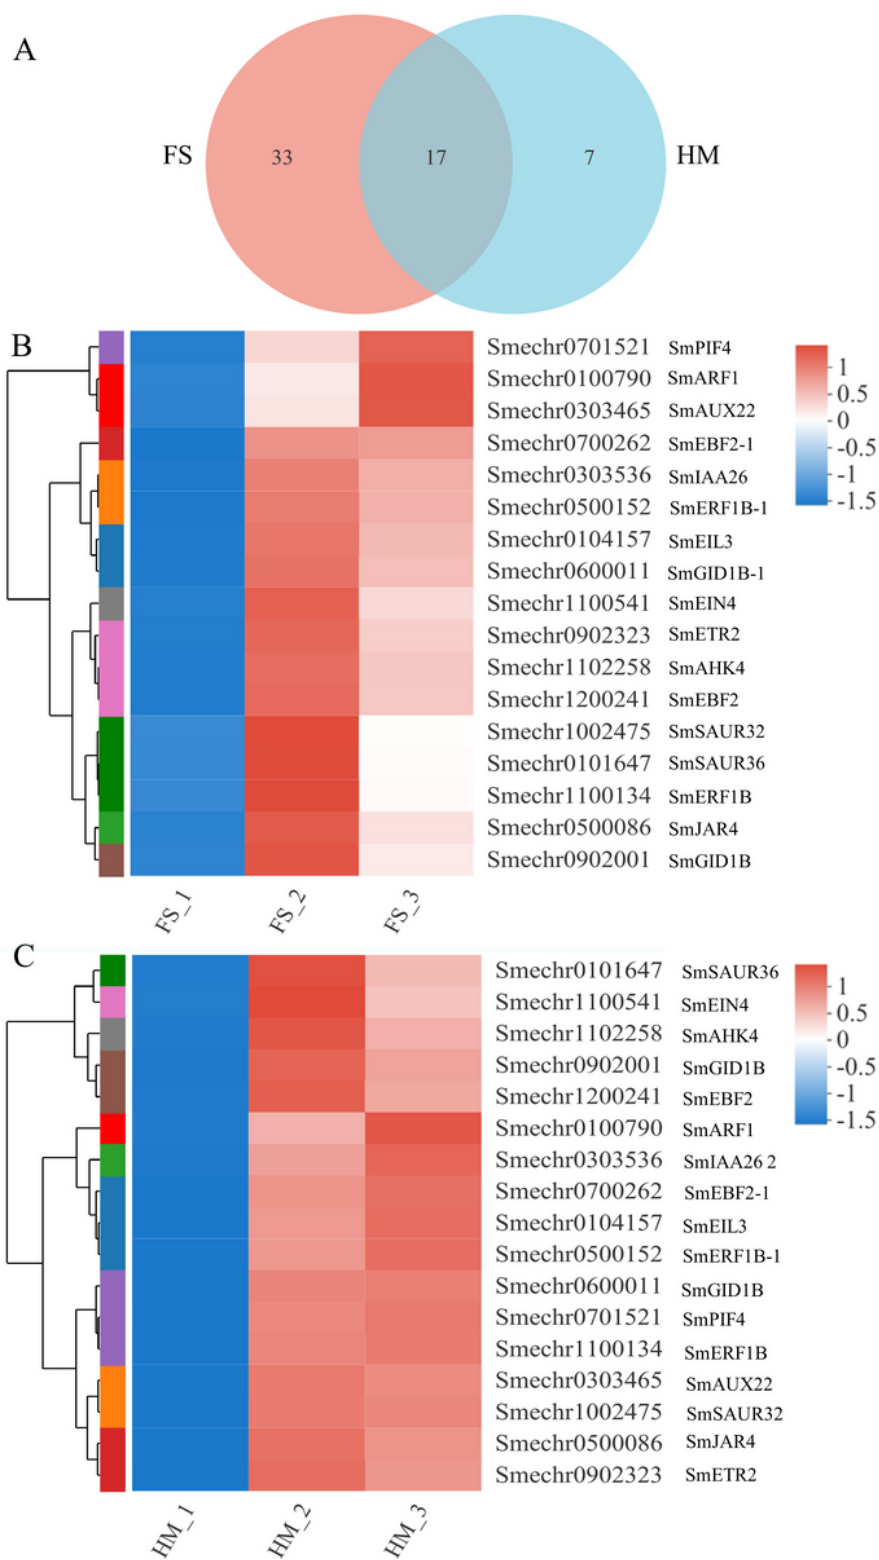 A
FS 33 17 7 HM
B
Smechr0701521 SmPIF4
Smechr0100790 SmARF1
Smechr0303465 SmAUX22
Smechr0700262 SmEBF2-1
Smechr0303536 SmIAA26
Smechr0500152 SmERF1B-1
Smechr0104157 SmEIL3
Smechr0600011 SmGID1B-1
Smechr1100541 SmEIN4
Smechr0902323 SmETR2
Smechr1102258 SmAHK4
Smechr1200241 SmEBF2
Smechr1002475 SmSAUR32
Smechr0101647 SmSAUR36
Smechr1100134 SmERF1B
Smechr0500086 SmJAR4
Smechr0902001 SmGID1B
1
0.5
0
-0.5
-1
-1.5
FS_1 FS_2 FS_3
C
Smechr0101647 SmSAUR36
Smechr1100541 SmEIN4
Smechr1102258 SmAHK4
Smechr0902001 SmGID1B
Smechr1200241 SmEBF2
Smechr0100790 SmARF1
Smechr0303536 SmIAA26 2
Smechr0700262 SmEBF2-1
Smechr0104157 SmEIL3
Smechr0500152 SmERF1B-1
Smechr0600011 SmGID1B
Smechr0701521 SmPIF4
Smechr1100134 SmERF1B
Smechr0303465 SmAUX22
Smechr1002475 SmSAUR32
Smechr0500086 SmJAR4
Smechr0902323 SmETR2
1
0.5
0
-0.5
-1
-1.5
HM_1 HM_2 HM_3